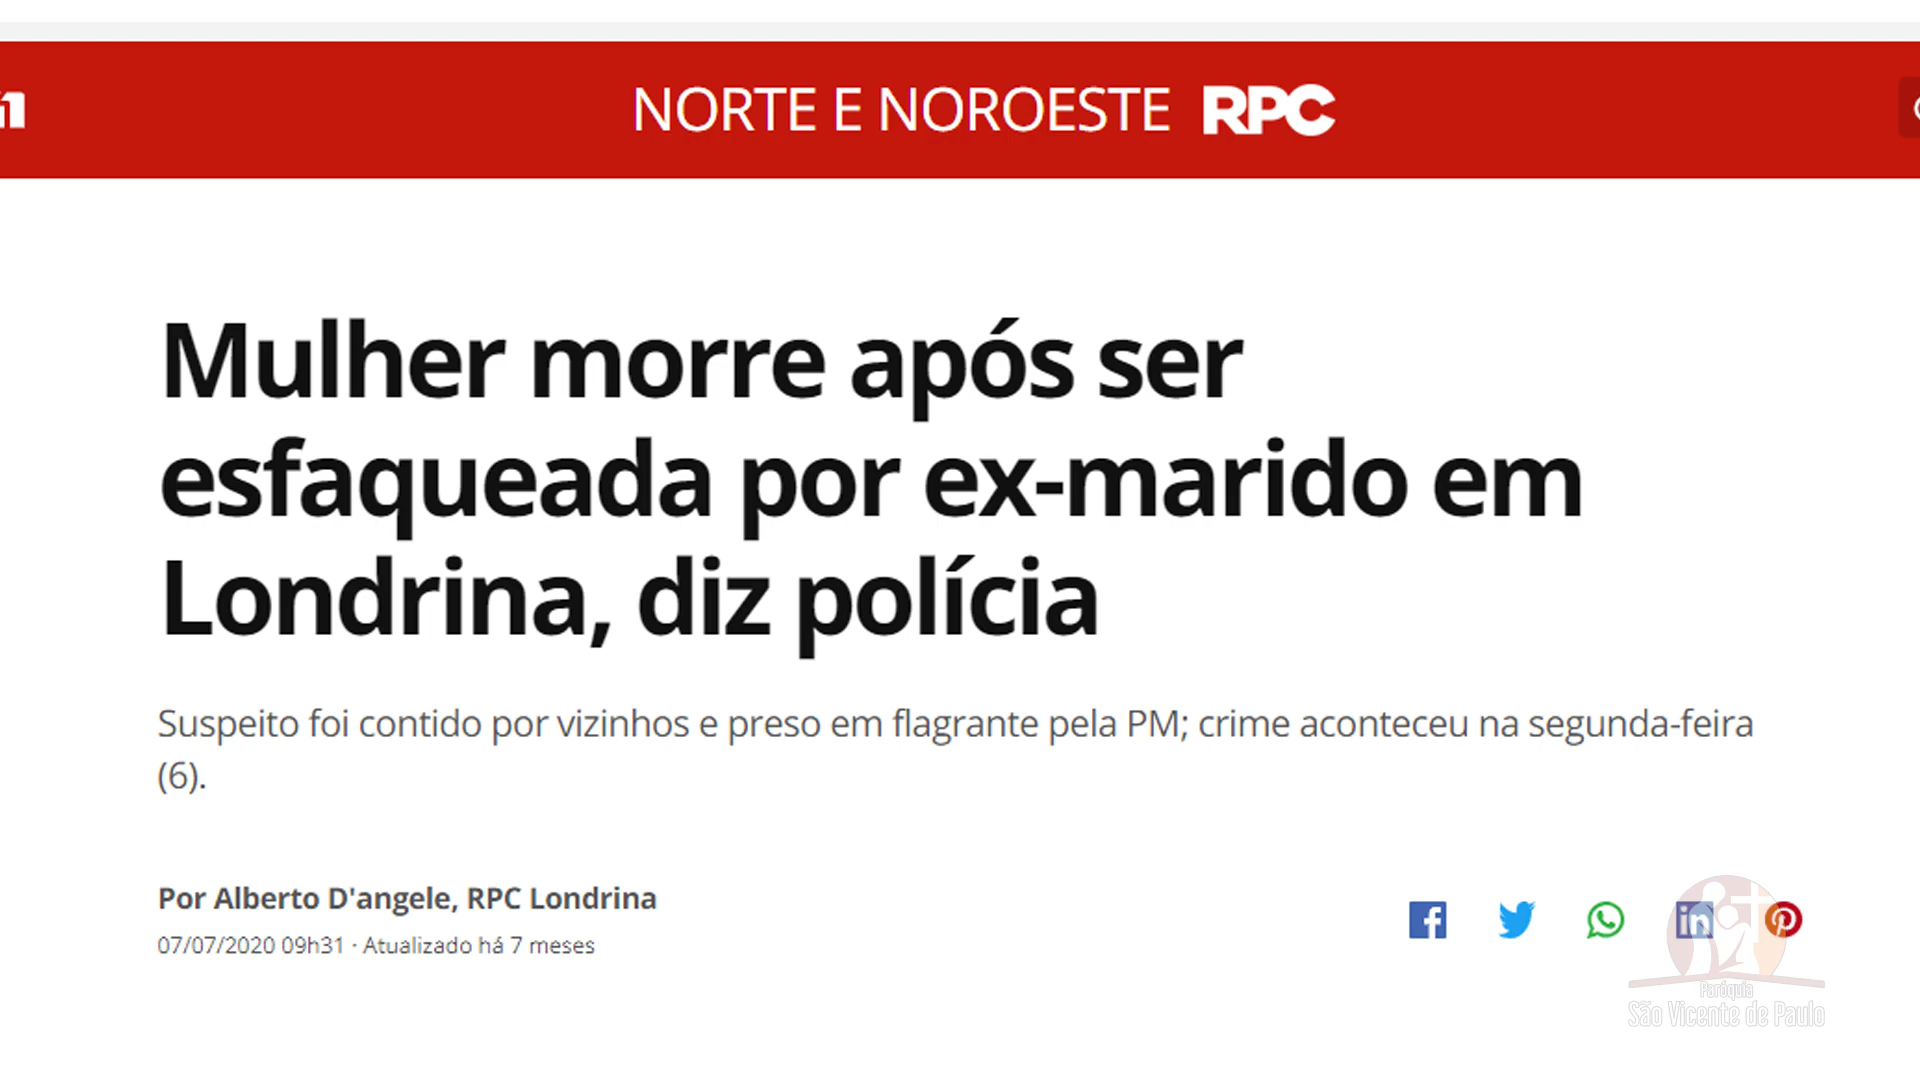 NORTE E NOROESTE RPC
Mulher morre após ser
esfaqueada por ex-marido em
Londrina, diz polícia
Suspeito foi contido por vizinhos e preso em flagrante pela PM; crime aconteceu na segunda-feira
(6).
Por Alberto D'angele, RPC Londrina
07/07/2020 09h31 · Atualizado há 7 meses
in
Paróquia
São Vicente de Paulo